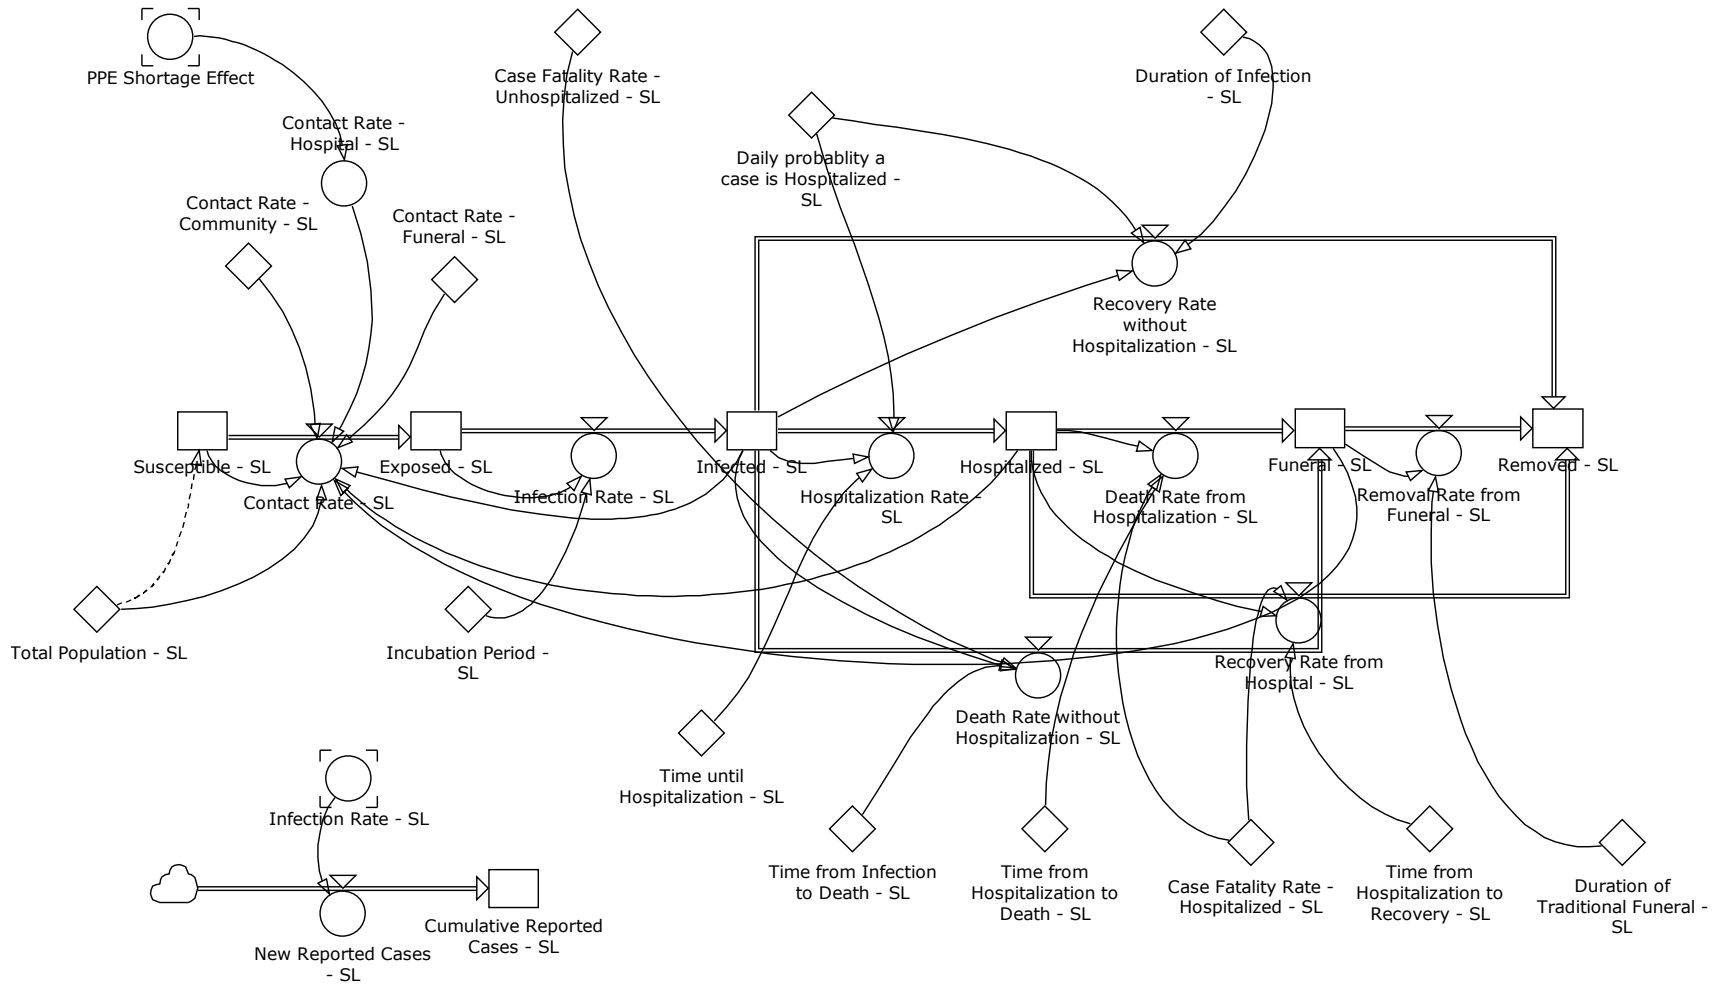 PPE Shortage Effect
Case Fatality Rate -
Unhospitalized - SL
Duration of Infection
- SL
Contact Rate -
Hospital - SL
Daily probablity a
case is Hospitalized -
SL
Contact Rate -
Community - SL
Contact Rate -
Funeral - SL
Recovery Rate
without
Hospitalization - SL
Susceptible - SL
Contact Rate - SL
Exposed - SL
Infection Rate - SL
Infected - SL
Hospitalization Rate -
SL
Hospitalized - SL
Death Rate from
Hospitalization - SL
Funeral - SL
Removal Rate from
Funeral - SL
Removed - SL
Total Population - SL
Incubation Period -
SL
Recovery Rate from
Hospital - SL
Death Rate without
Hospitalization - SL
Time until
Hospitalization - SL
Infection Rate - SL
Time from Infection
to Death - SL
Time from
Hospitalization to
Death - SL
Case Fatality Rate -
Hospitalized - SL
Time from
Hospitalization to
Recovery - SL
Duration of
Traditional Funeral -
SL
Cumulative Reported
Cases - SL
New Reported Cases
- SL